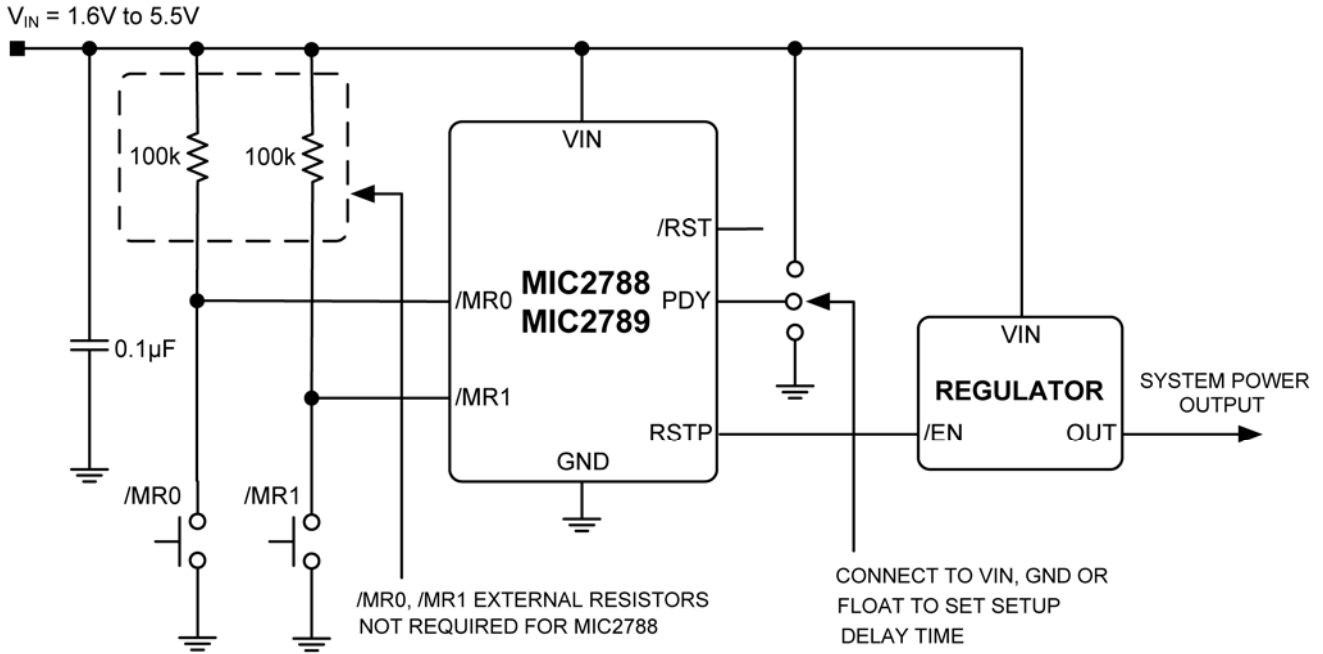 VIN = 1.6V to 5.5V
100k
100k
VIN
/RST
MIC2788
MIC2789
/MR0
PDY
/MR1
RSTP
GND
0.1µF
/MR0
/MR1
VIN
REGULATOR
/EN
OUT
SYSTEM POWER
OUTPUT
/MR0, /MR1 EXTERNAL RESISTORS
NOT REQUIRED FOR MIC2788
CONNECT TO VIN, GND OR
FLOAT TO SET SETUP
DELAY TIME